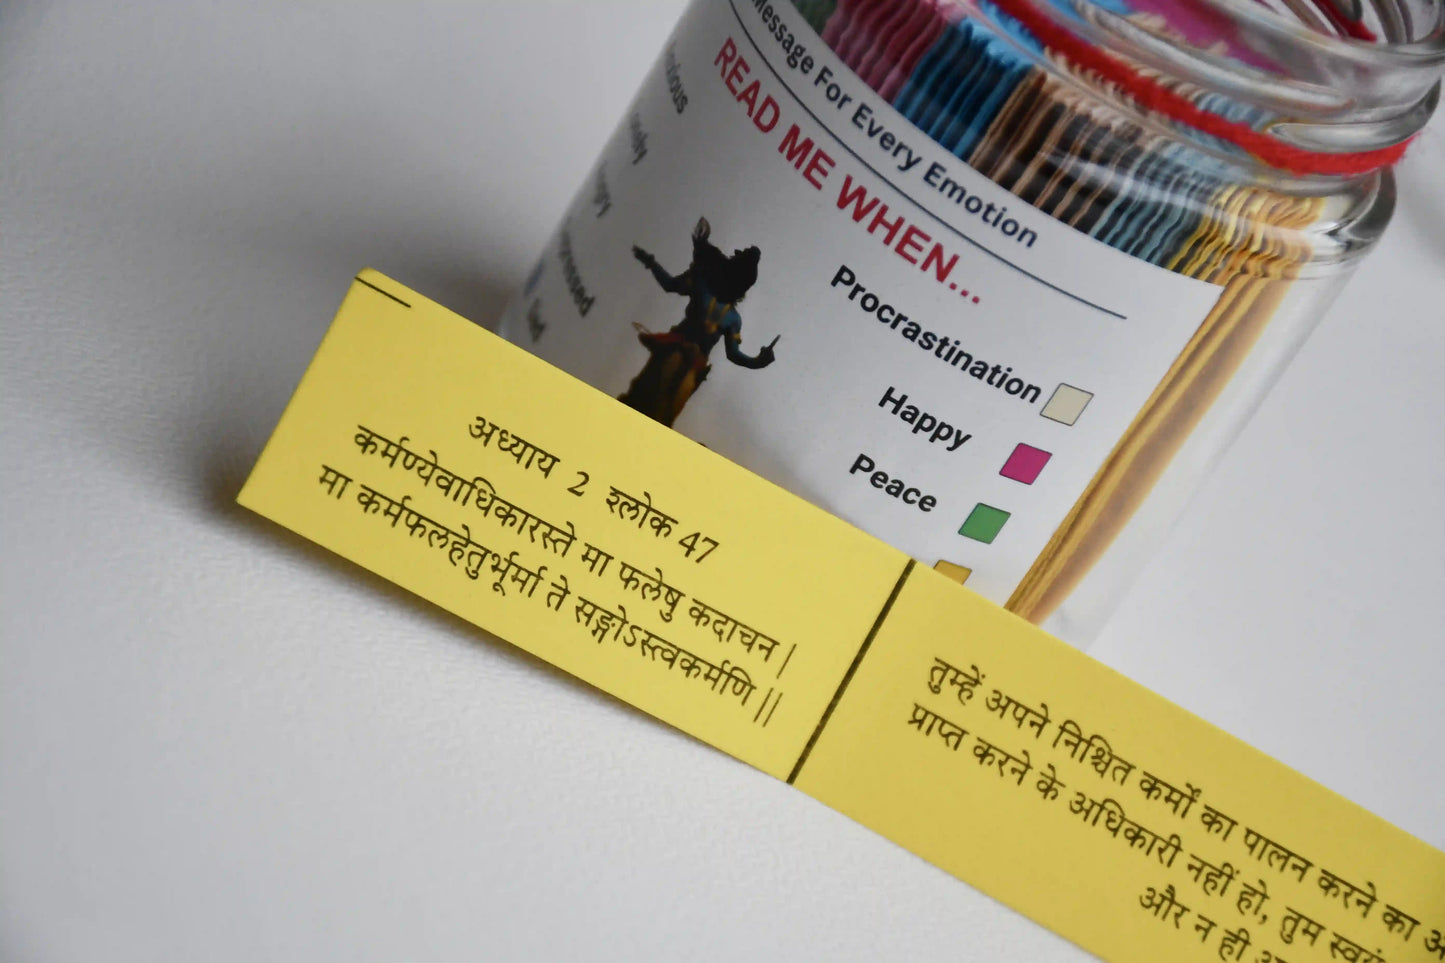 Message For Every Emotion
READ ME WHEN...
Procrastination
Happy
Peace
अध्याय 2 श्लोक 47
कर्मण्येवाधिकारस्ते मा फलेषु कदाचन |
मा कर्मफलहेतुर्भूर्मा ते सङ्गोऽस्त्वकर्मणि ||
तुम्हें अपने निश्चित कर्मों का पालन करने का
प्राप्त करने के अधिकारी नहीं हो, तुम
और न ही